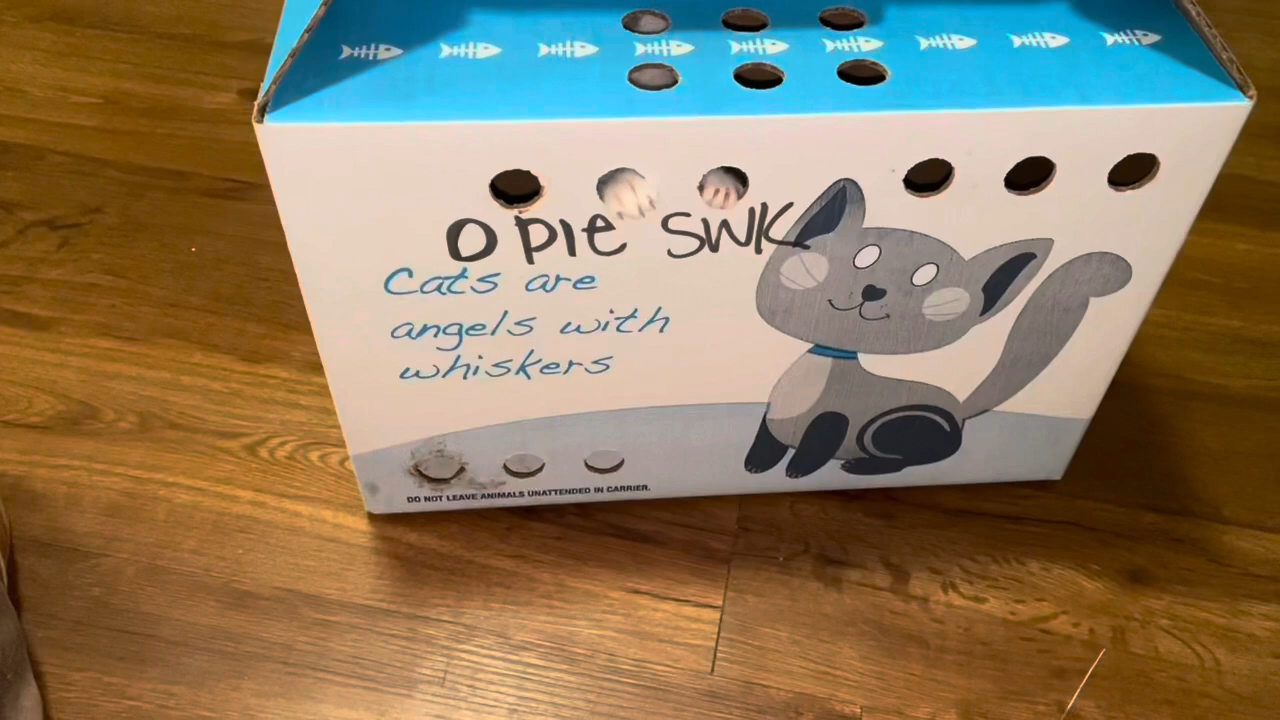 OPIE SWK
Cats are
angels with
whiskers
DO NOT LEAVE ANIMALS UNATTENDED IN CARRIER.